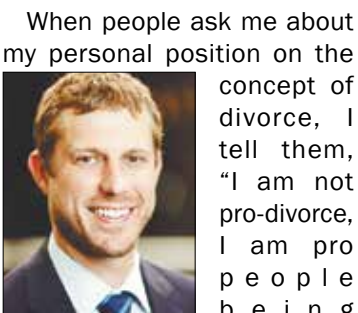 When people ask me about
my personal position on the
concept of
divorce, I
tell them,
“I am not
pro-divorce,
I am pro
people
being